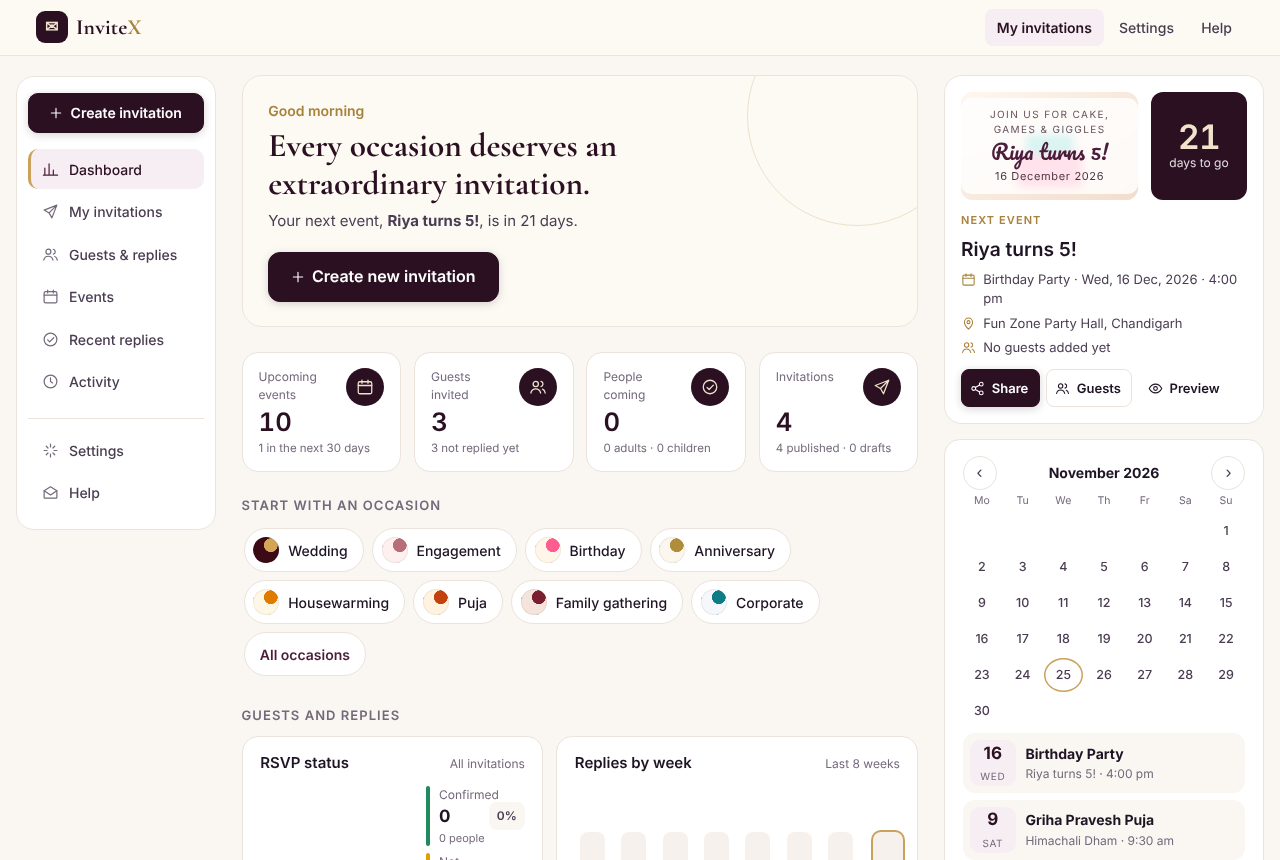 InviteX
My invitations
Settings
Help
Create invitation
Dashboard
My invitations
Guests & replies
Events
Recent replies
Activity
Settings
Help
Good morning
Every occasion deserves an
extraordinary invitation.
Your next event, Riya turns 5!, is in 21 days.
Create new invitation
Upcoming
events
10
1 in the next 30 days
Guests
invited
3
3 not replied yet
People
coming
0
0 adults · 0 children
Invitations
4
4 published · 0 drafts
START WITH AN OCCASION
Wedding
Engagement
Birthday
Anniversary
Housewarming
Puja
Family gathering
Corporate
All occasions
GUESTS AND REPLIES
RSVP status
All invitations
Confirmed
0
0%
0 people
Replies by week
Last 8 weeks
JOIN US FOR CAKE,
GAMES & GIGGLES
Riya turns 5!
16 December 2026
21
days to go
NEXT EVENT
Riya turns 5!
Birthday Party · Wed, 16 Dec, 2026 · 4:00
pm
Fun Zone Party Hall, Chandigarh
No guests added yet
Share
Guests
Preview
November 2026
Mo Tu We Th Fr Sa Su
1
2 3 4 5 6 7 8
9 10 11 12 13 14 15
16 17 18 19 20 21 22
23 24 25 26 27 28 29
30
16
WED
Birthday Party
Riya turns 5! · 4:00 pm
9
SAT
Griha Pravesh Puja
Himachali Dham · 9:30 am